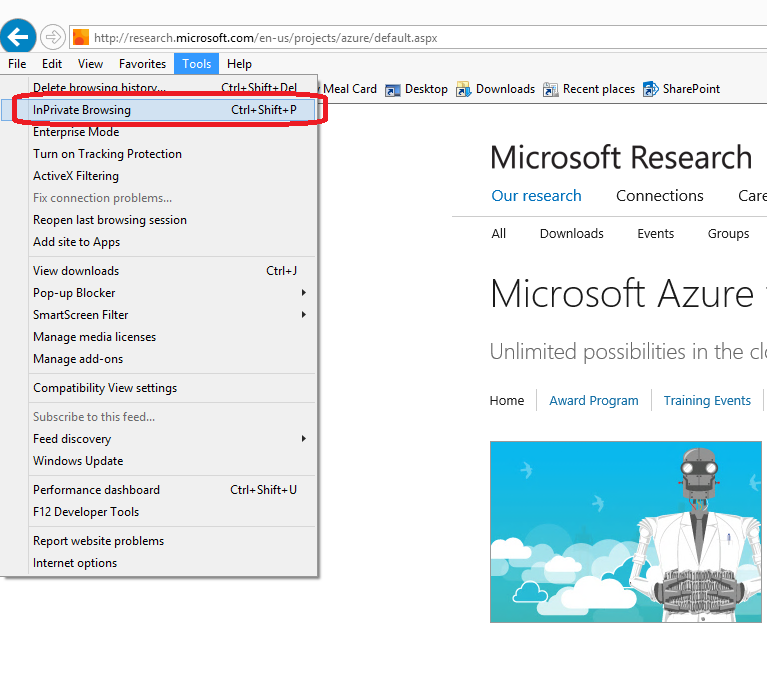 http://research.microsoft.com/en-us/projects/azure/default.aspx
File Edit View Favorites Tools Help
Delete browsing history... Ctrl+Shift+Del
Meal Card Desktop Downloads Recent places SharePoint
InPrivate Browsing Ctrl+Shift+P
Enterprise Mode
Turn on Tracking Protection
ActiveX Filtering
Fix connection problems...
Reopen last browsing session
Add site to Apps
View downloads Ctrl+J
Pop-up Blocker
SmartScreen Filter
Manage media licenses
Manage add-ons
Compatibility View settings
Subscribe to this feed...
Feed discovery
Windows Update
Performance dashboard Ctrl+Shift+U
F12 Developer Tools
Report website problems
Internet options
Microsoft Research
Our research Connections Care
All Downloads Events Groups
Microsoft Azure
Unlimited possibilities in the clo
Home Award Program Training Events